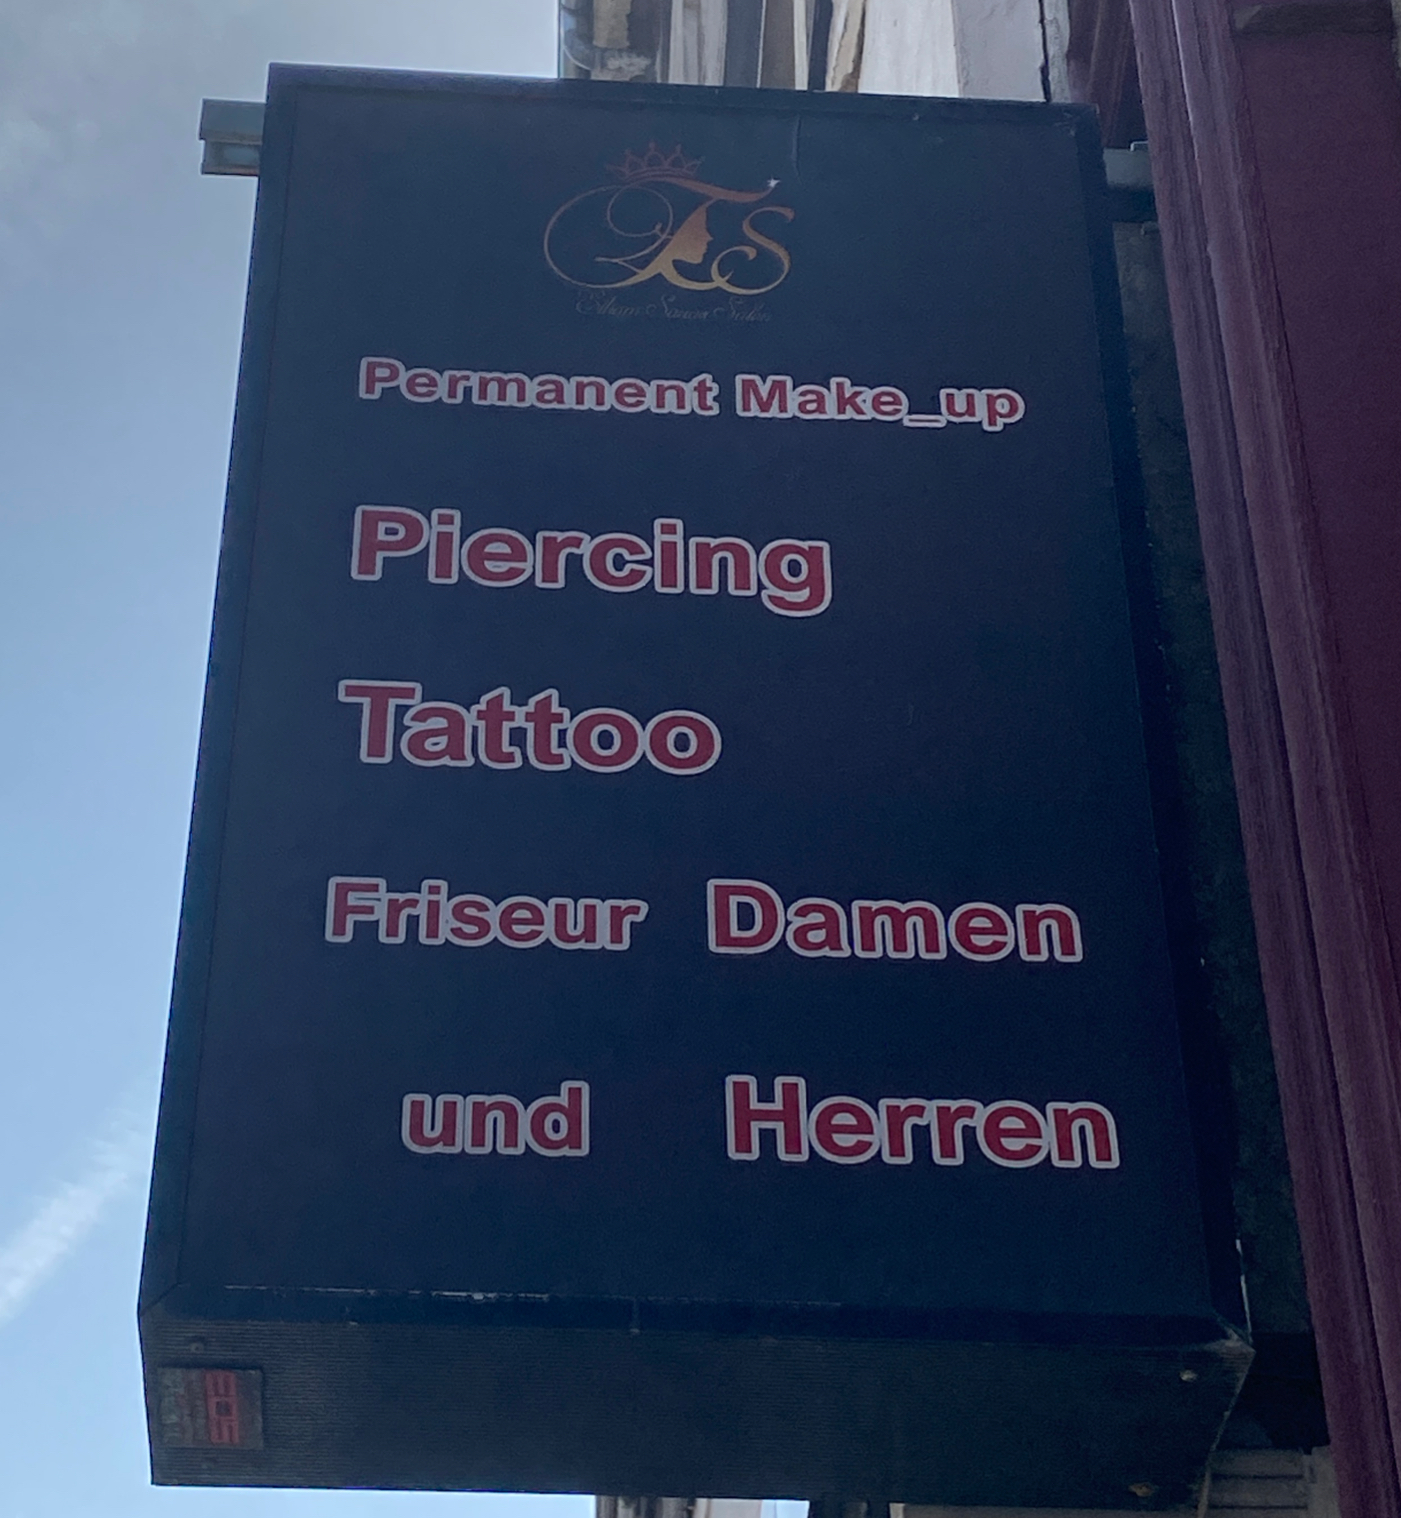 Permanent Make_up
Piercing
Tattoo
Friseur Damen
und Herren